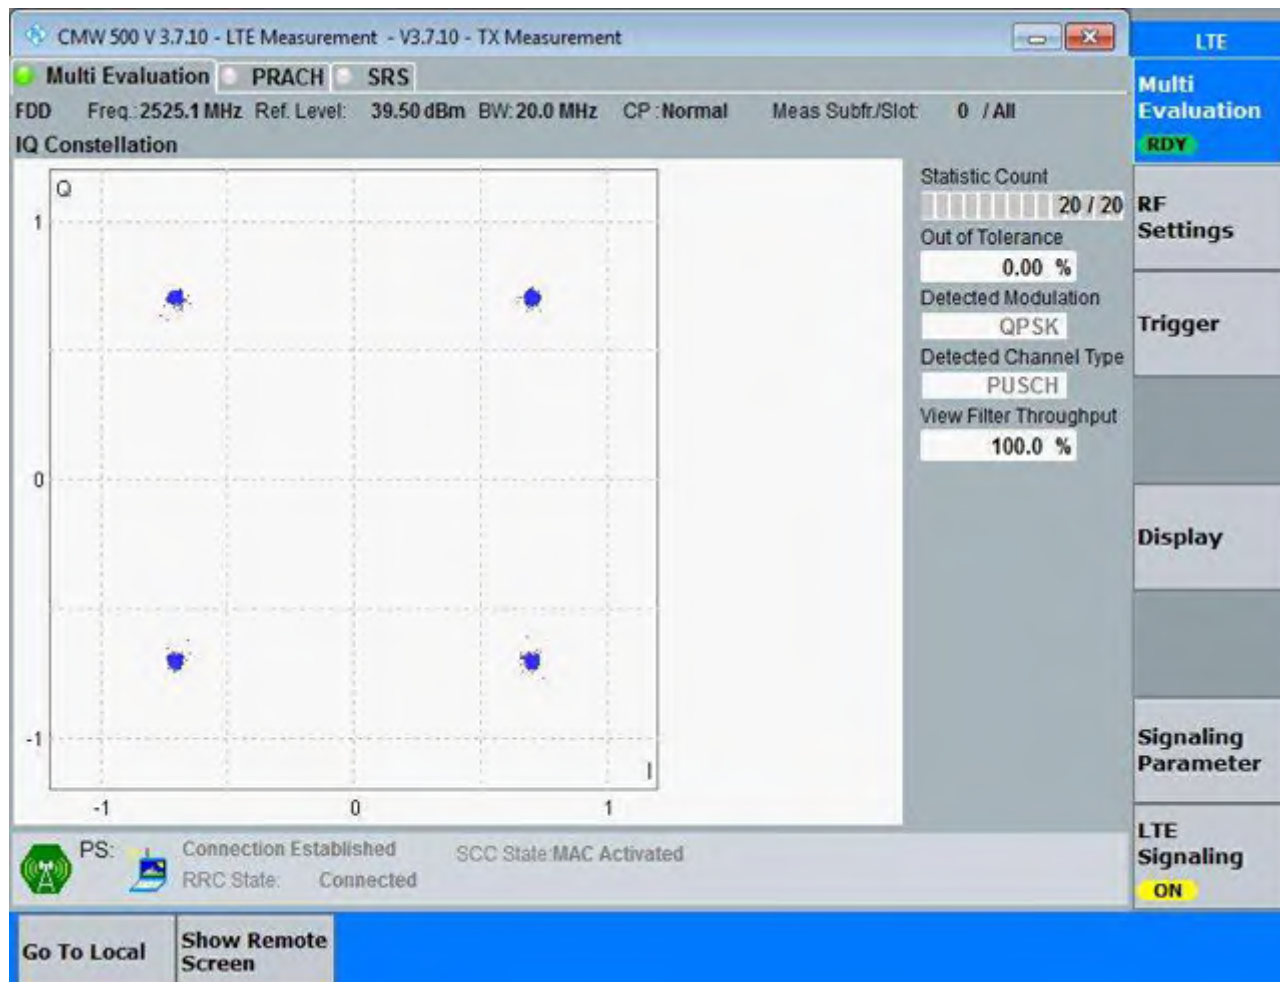 CMW 500 V 3.7.10 - LTE Measurement - V3.7.10 - TX Measurement
LTE
Multi Evaluation PRACH SRS
FDD Freq.:2525.1 MHz Ref. Level: 39.50 dBm BW:20.0 MHz CP :Normal Meas Subfr./Slot: 0 / All
IQ Constellation
Q
1
0
-1
-1 0 1
I
Statistic Count
20 / 20
Out of Tolerance
0.00 %
Detected Modulation
QPSK
Detected Channel Type
PUSCH
View Filter Throughput
100.0 %
Multi
Evaluation
RDY
RF
Settings
Trigger
Display
Signaling
Parameter
LTE
Signaling
ON
PS: Connection Established SCC State:MAC Activated
RRC State: Connected
Go To Local
Show Remote
Screen